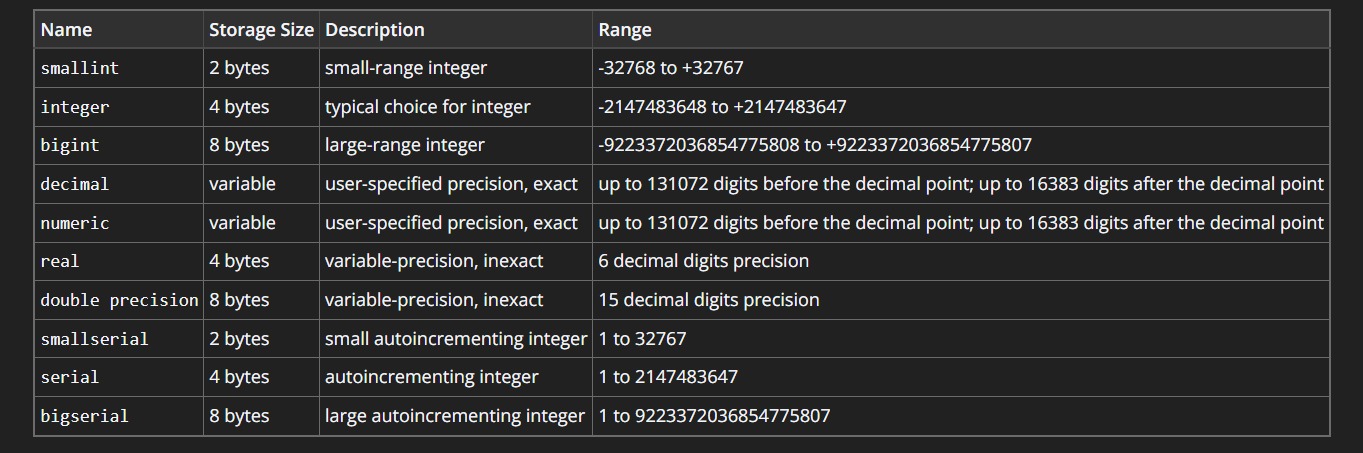 Name Storage Size Description Range
smallint 2 bytes small-range integer -32768 to +32767
integer 4 bytes typical choice for integer -2147483648 to +2147483647
bigint 8 bytes large-range integer -9223372036854775808 to +9223372036854775807
decimal variable user-specified precision, exact up to 131072 digits before the decimal point; up to 16383 digits after the decimal point
numeric variable user-specified precision, exact up to 131072 digits before the decimal point; up to 16383 digits after the decimal point
real 4 bytes variable-precision, inexact 6 decimal digits precision
double precision 8 bytes variable-precision, inexact 15 decimal digits precision
smallserial 2 bytes small autoincrementing integer 1 to 32767
serial 4 bytes autoincrementing integer 1 to 2147483647
bigserial 8 bytes large autoincrementing integer 1 to 9223372036854775807